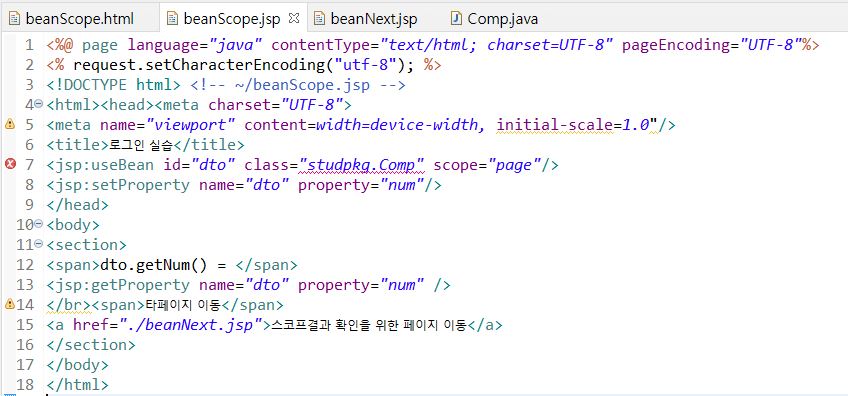 beanScope.html beanScope.jsp beanNext.jsp Comp.java
1 <%@ page language="java" contentType="text/html; charset=UTF-8" pageEncoding="UTF-8"%>
2 <% request.setCharacterEncoding("utf-8"); %>
3 <!DOCTYPE html> <!-- ~/beanScope.jsp -->
4 <html><head><meta charset="UTF-8">
5 <meta name="viewport" content=width=device-width, initial-scale=1.0"/>
6 <title>로그인 실습</title>
7 <jsp:useBean id="dto" class="studpkg.Comp" scope="page"/>
8 <jsp:setProperty name="dto" property="num"/>
9 </head>
10 <body>
11 <section>
12 <span>dto.getNum() = </span>
13 <jsp:getProperty name="dto" property="num" />
14 </br><span>타페이지 이동</span>
15 <a href="./beanNext.jsp">스코프결과 확인을 위한 페이지 이동</a>
16 </section>
17 </body>
18 </html>